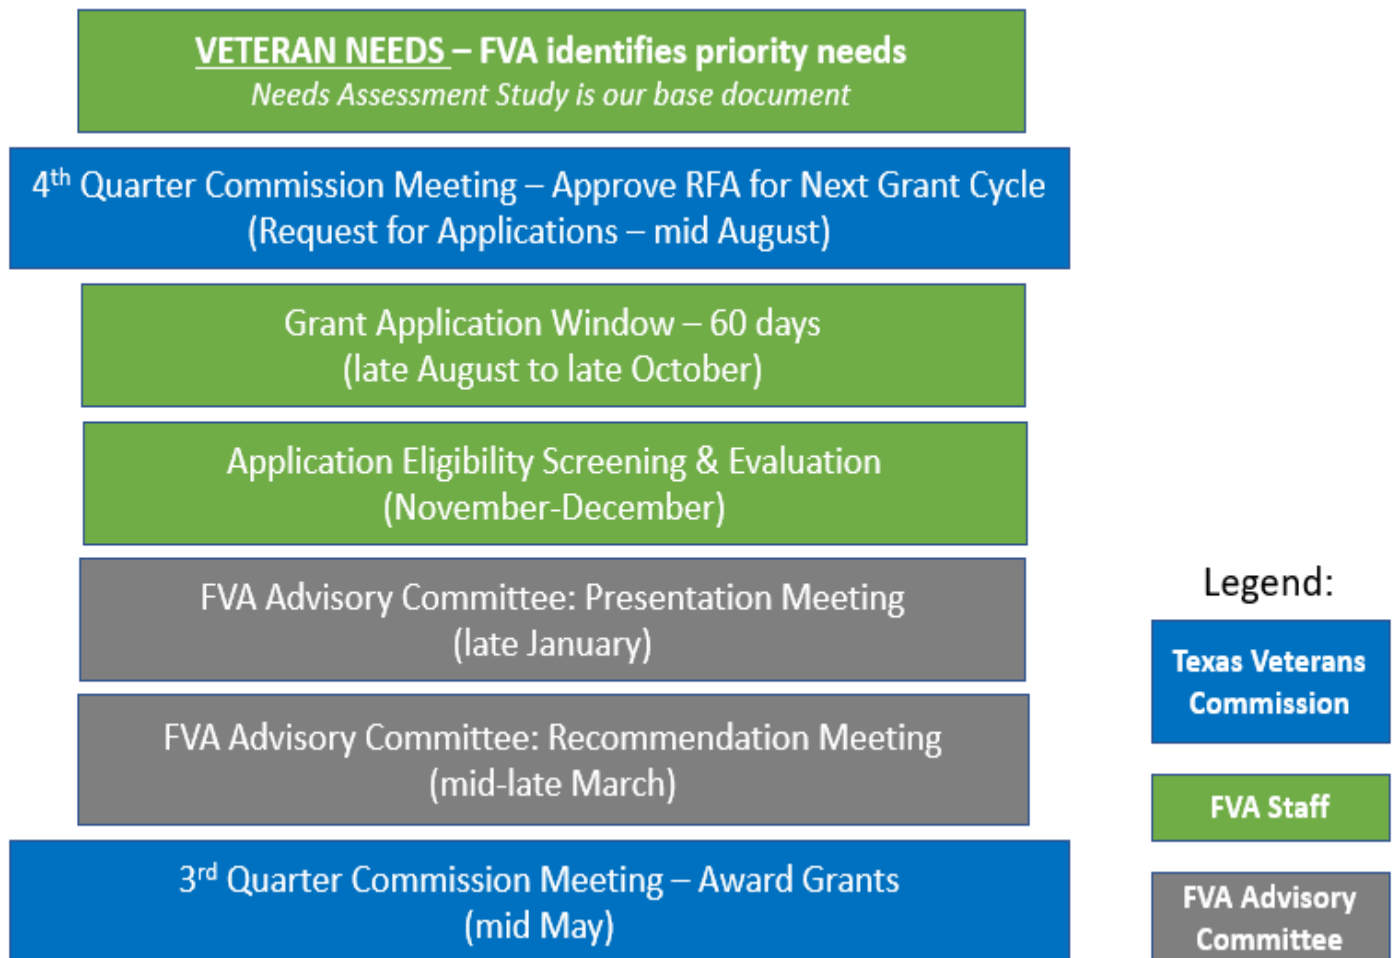 VETERAN NEEDS – FVA identifies priority needs
Needs Assessment Study is our base document
4th Quarter Commission Meeting – Approve RFA for Next Grant Cycle
(Request for Applications – mid August)
Grant Application Window – 60 days
(late August to late October)
Application Eligibility Screening & Evaluation
(November-December)
FVA Advisory Committee: Presentation Meeting
(late January)
FVA Advisory Committee: Recommendation Meeting
(mid-late March)
3rd Quarter Commission Meeting – Award Grants
(mid May)
Legend:
Texas Veterans
Commission
FVA Staff
FVA Advisory
Committee